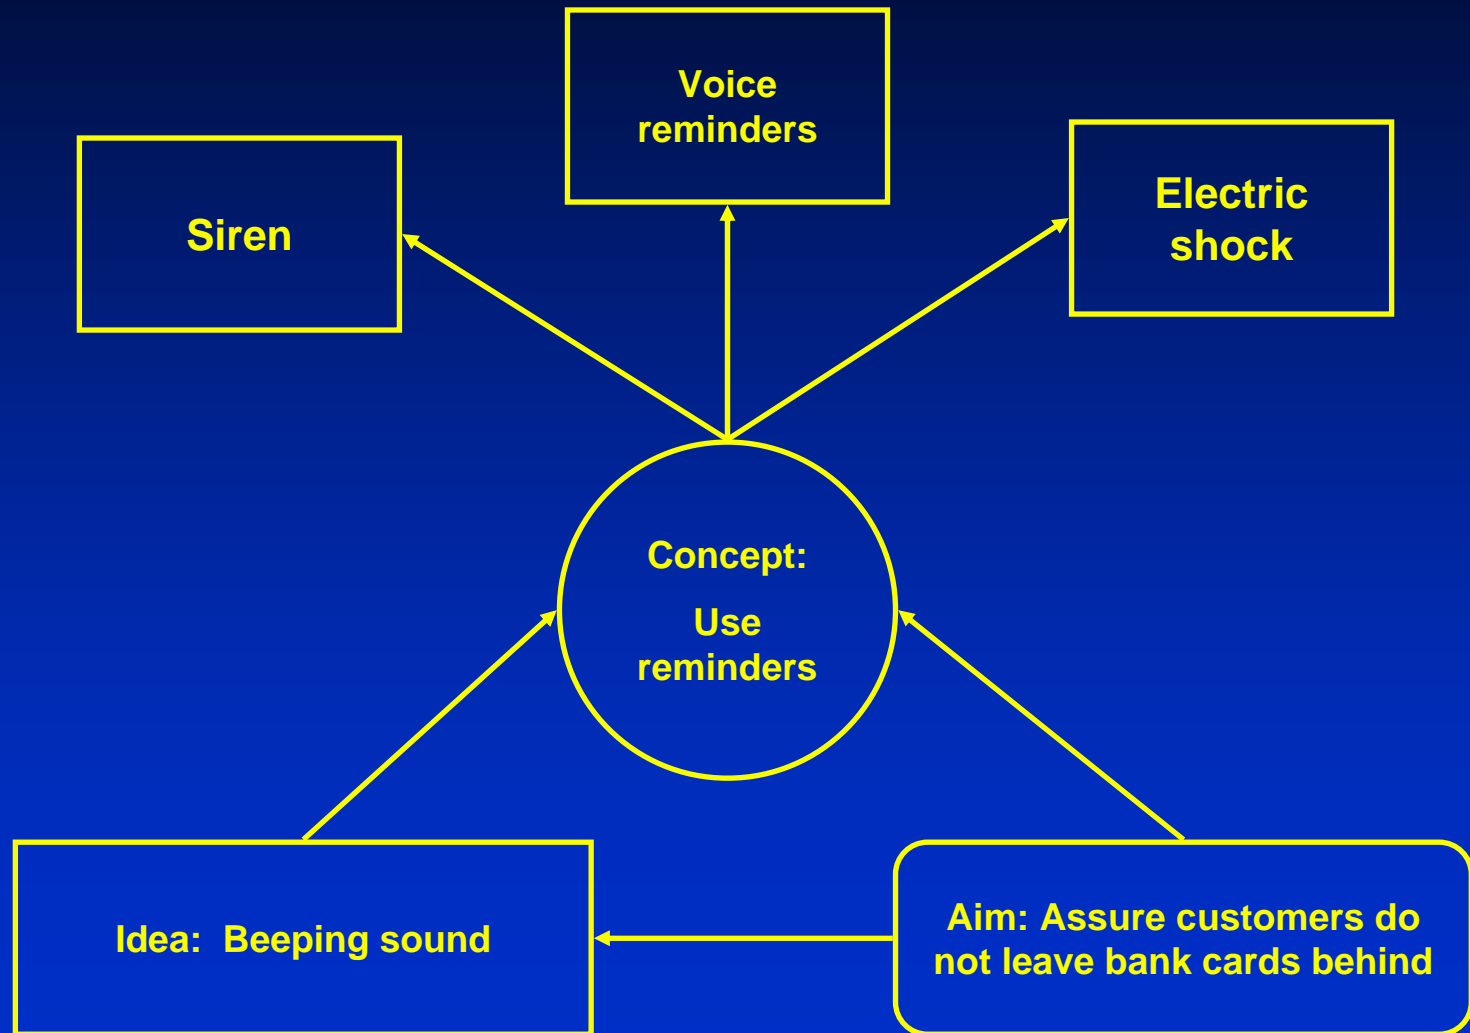 Voice
reminders
Siren
Electric
shock
Concept:
Use
reminders
Idea:  Beeping sound
Aim: Assure customers do
not leave bank cards behind